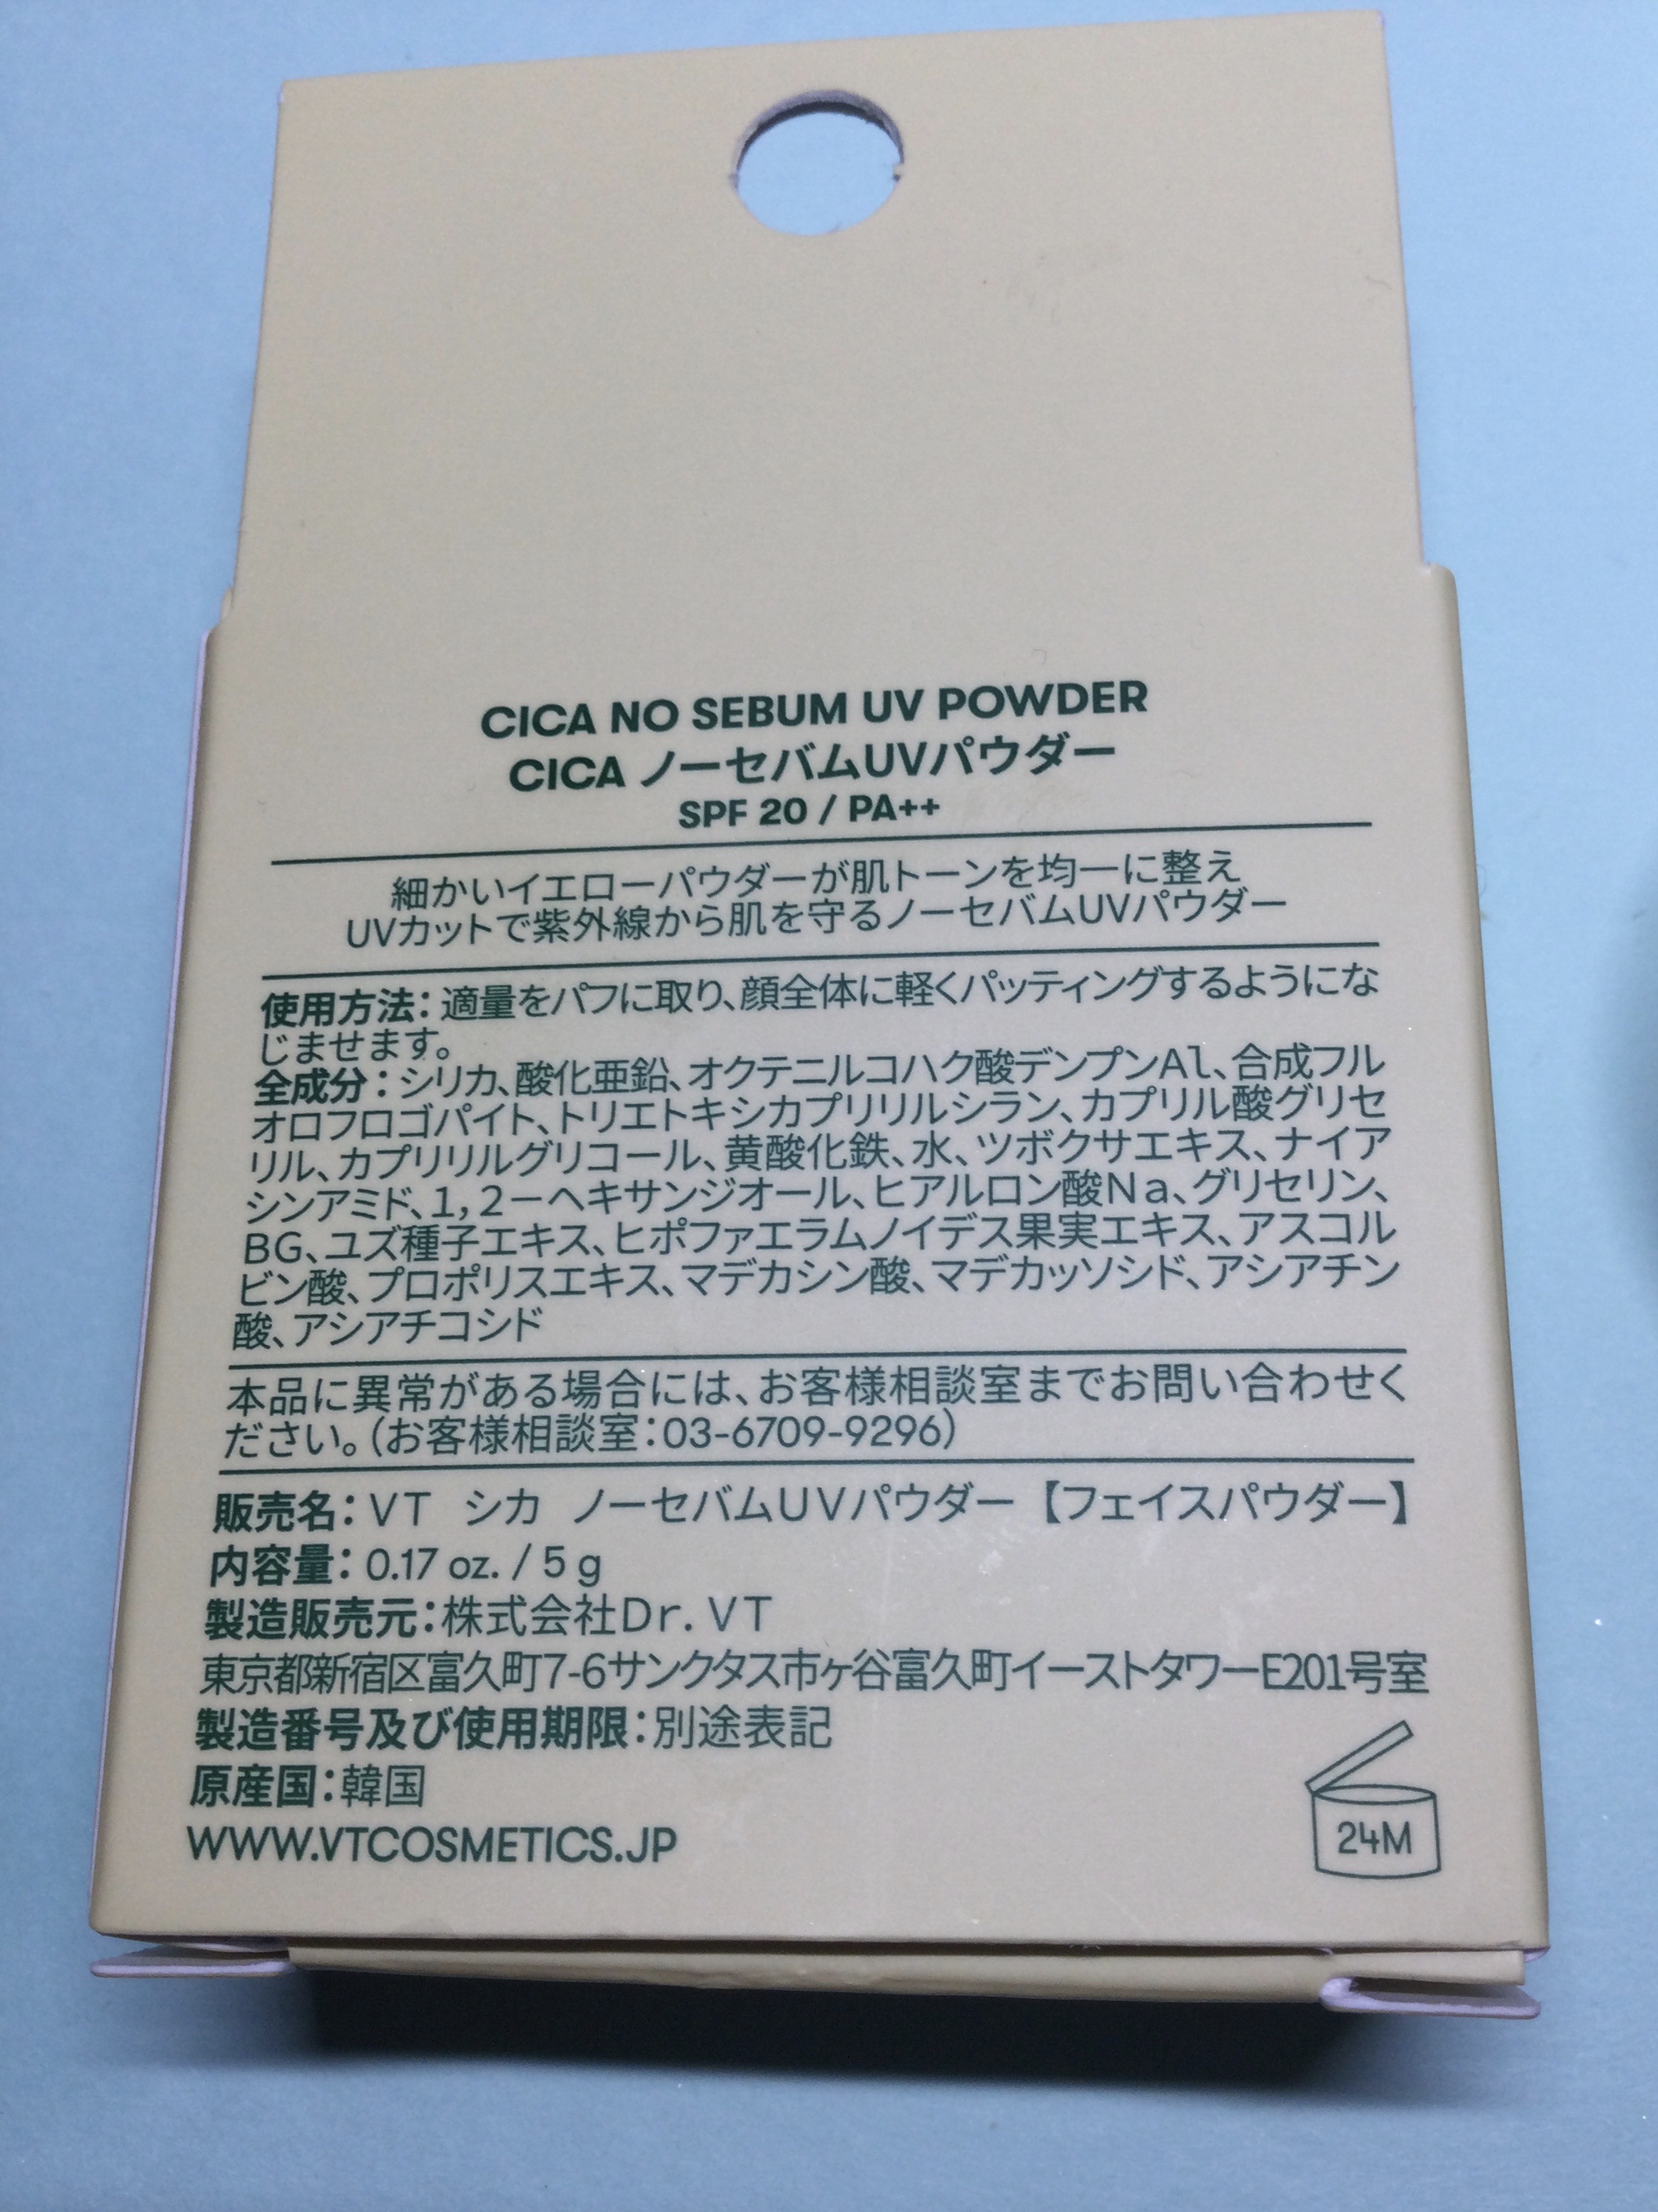 CICA NO SEBUM UV POWDER
CICA ノーセバムUVパウダー
SPF 20 / PA++
細かいイエローパウダーが肌トーンを均一に整え
UVカットで紫外線から肌を守るノーセバムUVパウダー
使用方法：適量をパフに取り、顔全体に軽くパッティングするようにな
じませます。
全成分：シリカ、酸化亜鉛、オクテニルコハク酸デンプンAl、合成フル
オロフロゴパイト、トリエトキシカプリリルシラン、カプリル酸グリセ
リル、カプリリルグリコール、黄酸化鉄、水、ツボクサエキス、ナイア
シンアミド、1,2－ヘキサンジオール、ヒアルロン酸Na、グリセリン、
BG、ユズ種子エキス、ヒポファエラムノイデス果実エキス、アスコル
ビン酸、プロポリスエキス、マデカシン酸、マデカッソシド、アシアチン
酸、アシアチコシド
本品に異常がある場合には、お客様相談室までお問い合わせく
ださい。（お客様相談室：03-6709-9296）
販売名：VT シカ ノーセバムUVパウダー【フェイスパウダー】
内容量：0.17 oz. / 5 g
製造販売元：株式会社Dr.VT
東京都新宿区富久町7-6サンクタス市ヶ谷富久町イーストタワーE201号室
製造番号及び使用期限：別途表記
原産国：韓国
WWW.VTCOSMETICS.JP
24M